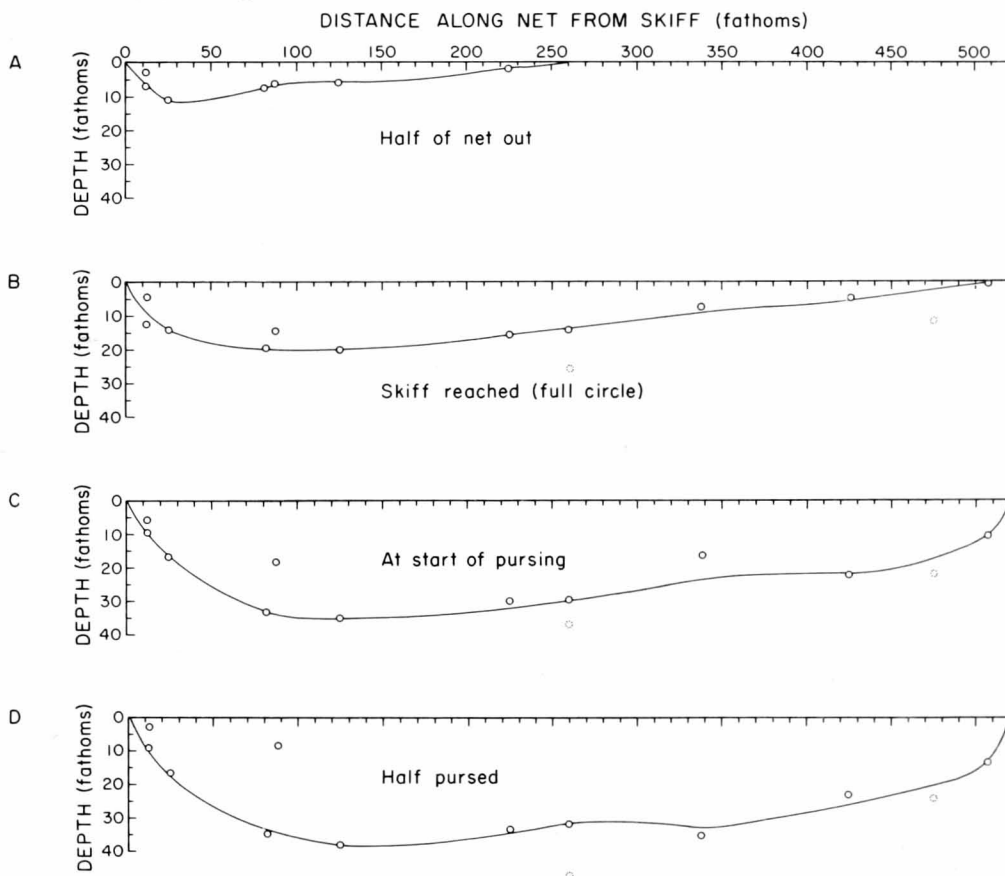 DISTANCE ALONG NET FROM SKIFF (fathoms)
0 50 100 150 200 250 300 350 400 450 500
A
0
10
20
30
40
DEPTH (fathoms)
Half of net out
B
0
10
20
30
40
DEPTH (fathoms)
Skiff reached (full circle)
C
0
10
20
30
40
DEPTH (fathoms)
At start of pursing
D
0
10
20
30
40
DEPTH (fathoms)
Half pursed